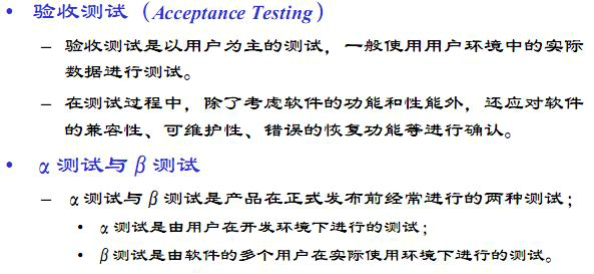 • 验收测试（Acceptance Testing）
– 验收测试是以用户为主的测试，一般使用用户环境中的实际
数据进行测试。
– 在测试过程中，除了考虑软件的功能和性能外，还应对软件
的兼容性、可维护性、错误的恢复功能等进行确认。
• α 测试与 β 测试
– α 测试与 β 测试是产品在正式发布前经常进行的两种测试；
• α 测试是由用户在开发环境下进行的测试；
• β 测试是由软件的多个用户在实际使用环境下进行的测试。